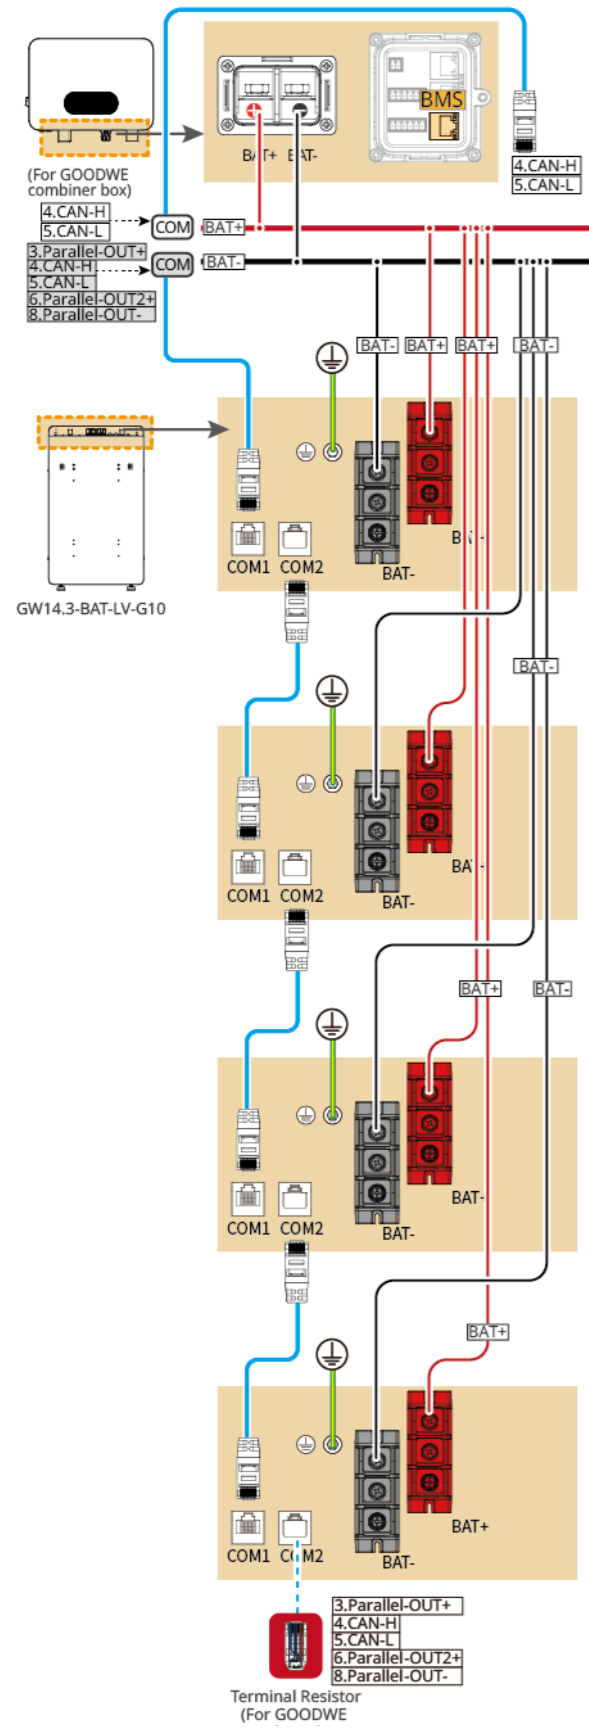 BMS
BAT+ BAT-
4.CAN-H
5.CAN-L
(For GOODWE
combiner box)
4.CAN-H
5.CAN-L
COM
BAT+
3.Parallel-OUT+
4.CAN-H
5.CAN-L
6.Parallel-OUT2+
8.Parallel-OUT-
COM
BAT-
BAT- BAT+ BAT+ BAT-
COM1 COM2
BAT-
GW14.3-BAT-LV-G10
BAT-
COM1 COM2
BAT-
BAT+ BAT-
BAT-
COM1 COM2
BAT-
BAT+
BAT+
COM1 COM2
BAT-
3.Parallel-OUT+
4.CAN-H
5.CAN-L
6.Parallel-OUT2+
8.Parallel-OUT-
Terminal Resistor
(For GOODWE